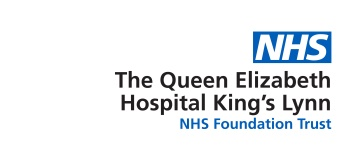 NHS
The Queen Elizabeth
Hospital King’s Lynn
NHS Foundation Trust